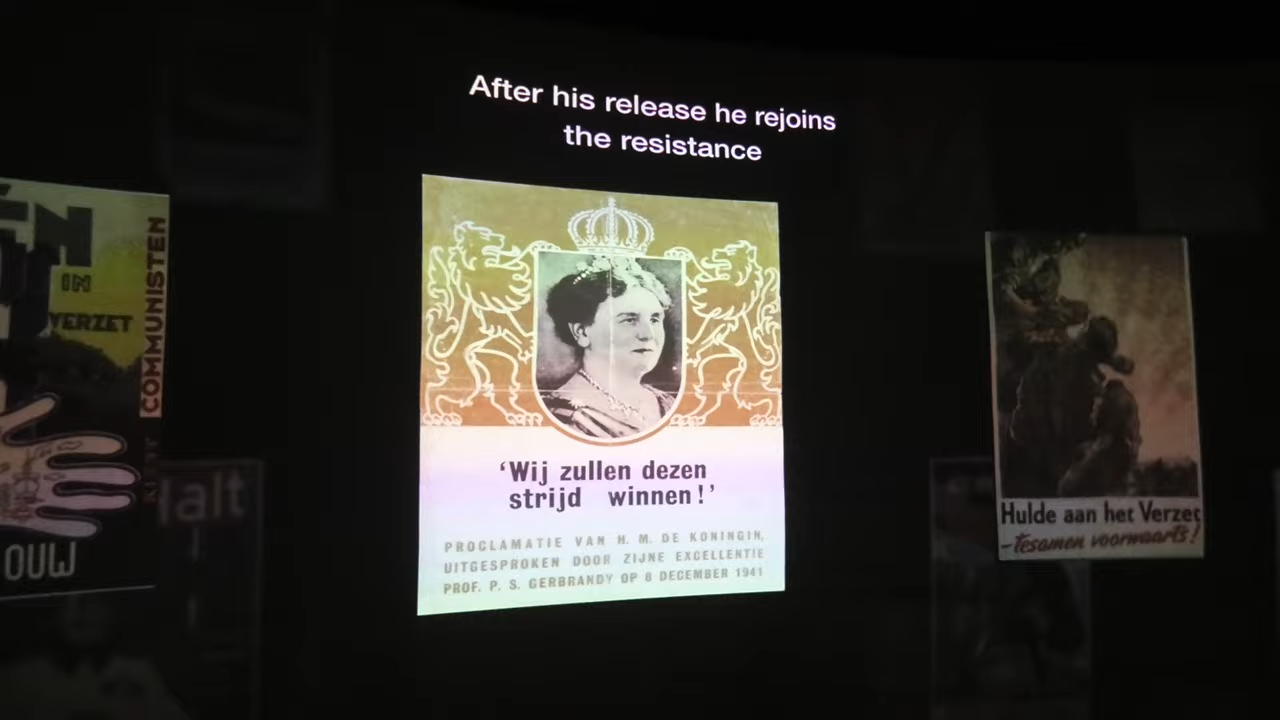 After his release he rejoins
the resistance
ÉN
IN
VERZET
COMMUNISTEN
OUW
Halt
'Wij zullen dezen
strijd winnen!'
PROCLAMATIE VAN H. M. DE KONINGIN,
UITGESPROKEN DOOR ZIJNE EXCELLENTIE
PROF. P. S. GERBRANDY OP 8 DECEMBER 1941
Hulde aan het Verzet
-tesamen voorwaarts!